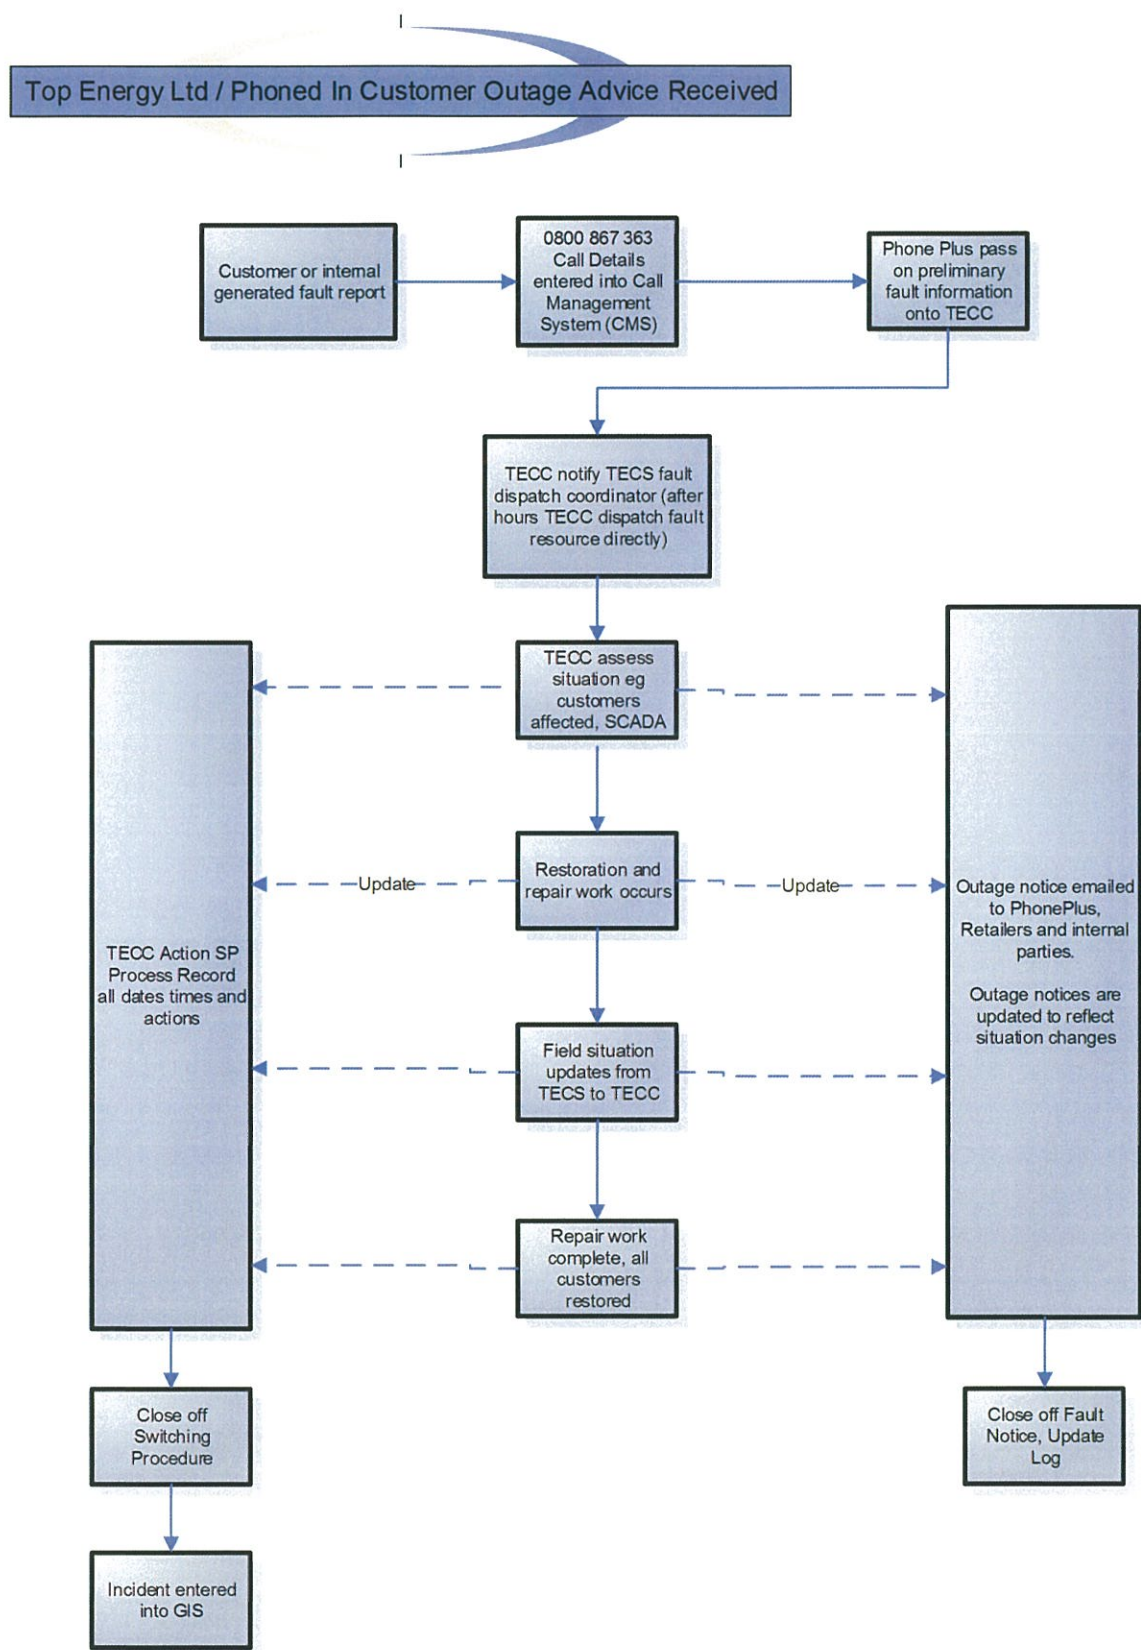 Top Energy Ltd / Phoned In Customer Outage Advice Received
Customer or internal
generated fault report
0800 867 363
Call Details
entered into Call
Management
System (CMS)
Phone Plus pass
on preliminary
fault information
onto TECC
TECC notify TECS fault
dispatch coordinator (after
hours TECC dispatch fault
resource directly)
TECC assess
situation eg
customers
affected, SCADA
Restoration and
repair work occurs
Update
Update
TECC Action SP
Process Record
all dates times and
actions
Outage notice emailed
to PhonePlus,
Retailers and internal
parties.
Outage notices are
updated to reflect
situation changes
Field situation
updates from
TECS to TECC
Repair work
complete, all
customers
restored
Close off
Switching
Procedure
Close off Fault
Notice, Update
Log
Incident entered
into GIS